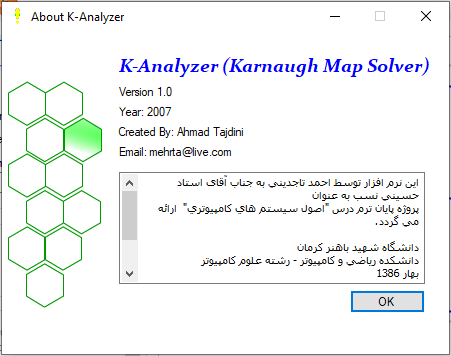 About K-Analyzer
K-Analyzer (Karnaugh Map Solver)
Version 1.0
Year: 2007
Created By: Ahmad Tajdini
Email: mehrta@live.com
این نرم افزار توسط احمد تاجدینی به جناب آقای استاد
حسینی نسب به عنوان
پروژه پایان ترم درس "اصول سیستم های کامپیوتری" ارائه
می گردد.
دانشگاه شهید باهنر کرمان
دانشکده ریاضی و کامپیوتر - رشته علوم کامپیوتر
بهار 1386
OK